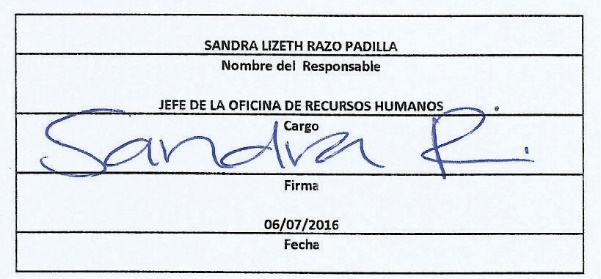 SANDRA LIZETH RAZO PADILLA
Nombre del Responsable
JEFE DE LA OFICINA DE RECURSOS HUMANOS
Cargo
Sandra R.
Firma
06/07/2016
Fecha